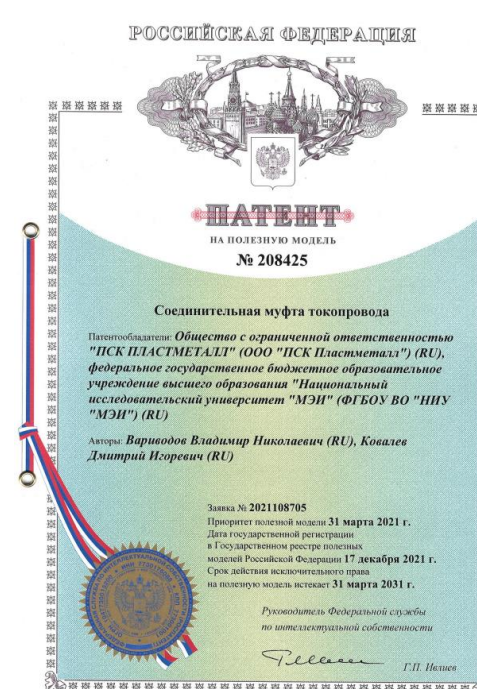 РОССИЙСКАЯ ФЕДЕРАЦИЯ
ПАТЕНТ
НА ПОЛЕЗНУЮ МОДЕЛЬ
№ 208425
Соединительная муфта токопровода
Патентообладатели: Общество с ограниченной ответственностью
"ПСК ПЛАСТМЕТАЛЛ" (ООО "ПСК Пластметалл") (RU),
федеральное государственное бюджетное образовательное
учреждение высшего образования "Национальный
исследовательский университет "МЭИ" (ФГБОУ ВО "НИУ
"МЭИ") (RU)
Авторы: Вариводов Владимир Николаевич (RU), Ковалев
Дмитрий Игоревич (RU)
Заявка № 2021108705
Приоритет полезной модели 31 марта 2021 г.
Дата государственной регистрации
в Государственном реестре полезных
моделей Российской Федерации 17 декабря 2021 г.
Срок действия исключительного права
на полезную модель истекает 31 марта 2031 г.
Руководитель Федеральной службы
по интеллектуальной собственности
Г.П. Ивлиев